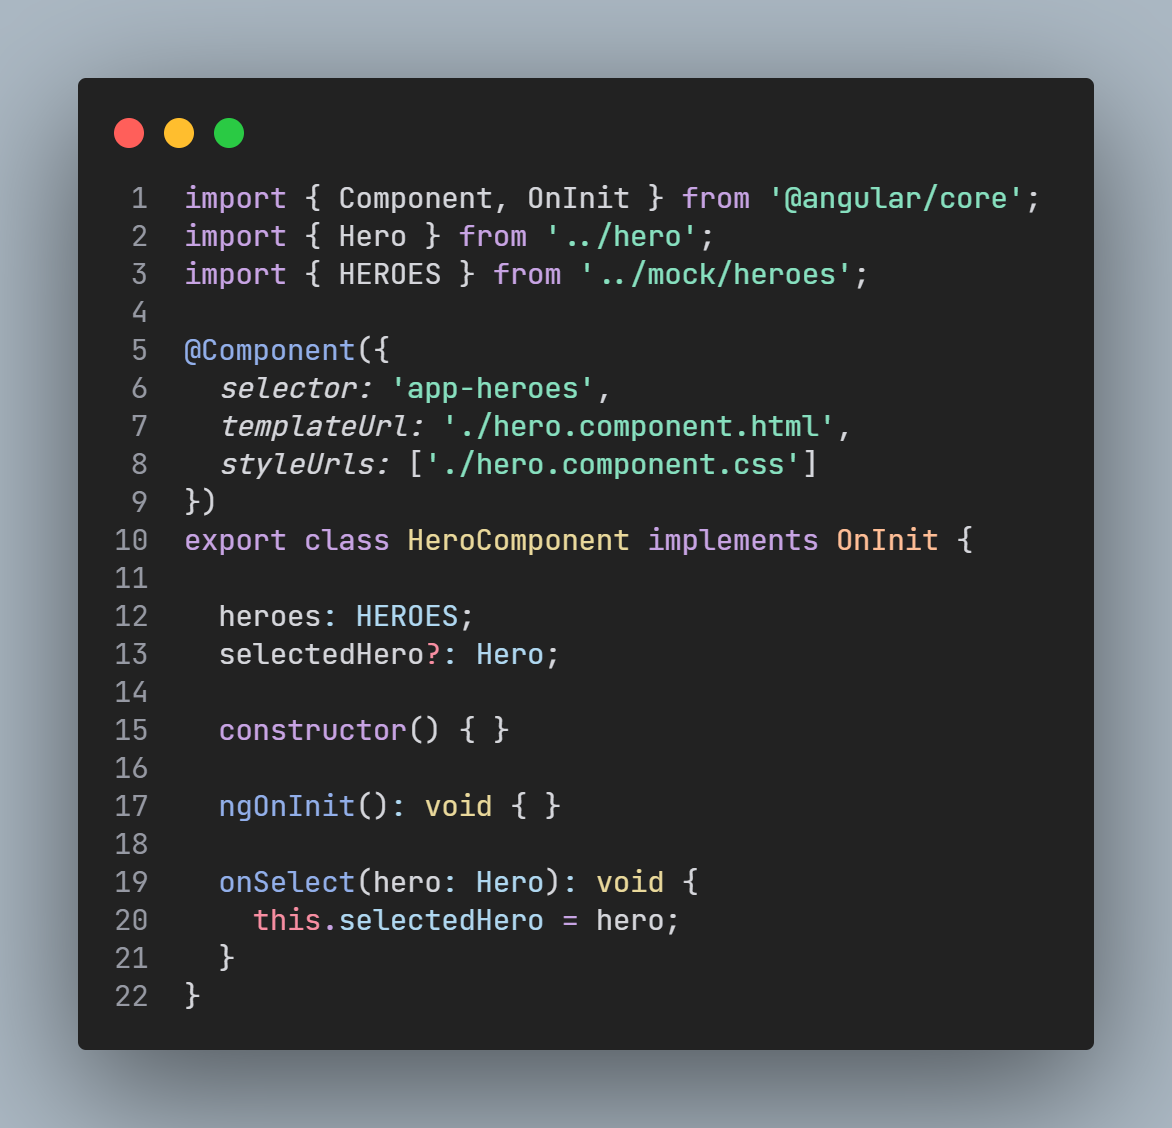 1 import { Component, OnInit } from '@angular/core';
2 import { Hero } from '../hero';
3 import { HEROES } from '../mock/heroes';
4
5 @Component({
6   selector: 'app-heroes',
7   templateUrl: './hero.component.html',
8   styleUrls: ['./hero.component.css']
9 })
10 export class HeroComponent implements OnInit {
11
12   heroes: HEROES;
13   selectedHero?: Hero;
14
15   constructor() { }
16
17   ngOnInit(): void { }
18
19   onSelect(hero: Hero): void {
20     this.selectedHero = hero;
21   }
22 }